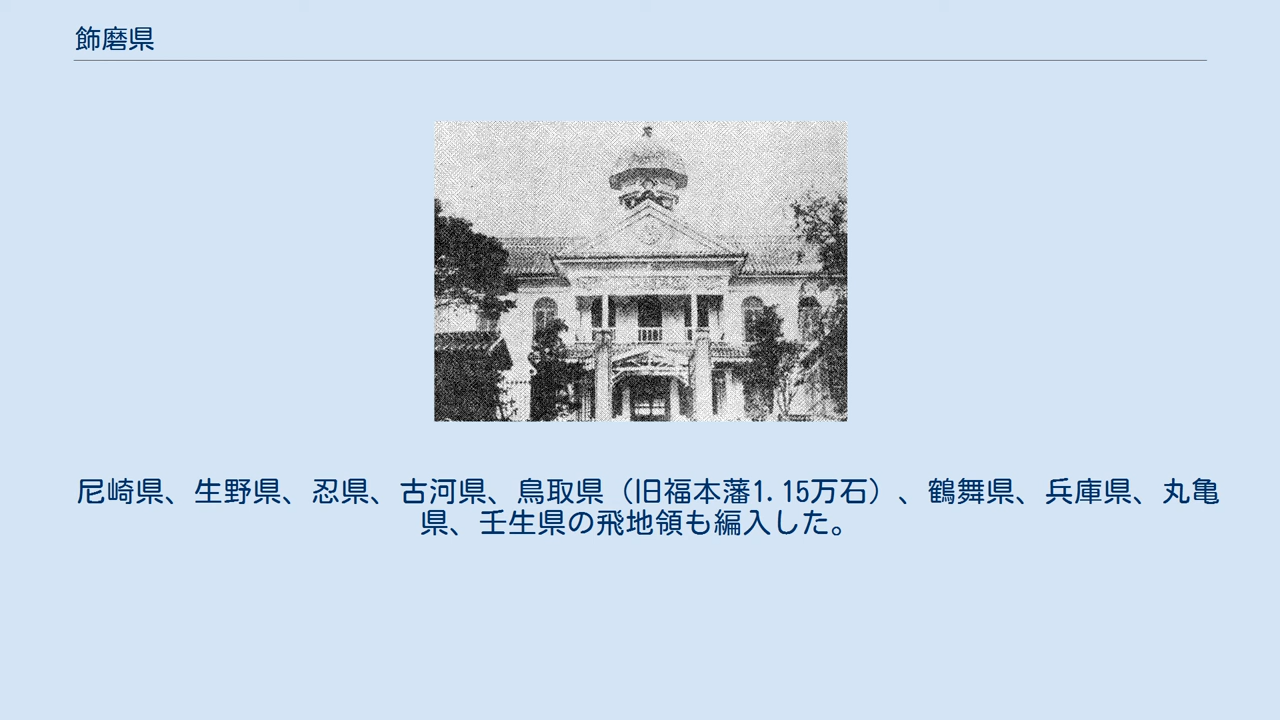 飾磨県
尼崎県、生野県、忍県、古河県、鳥取県（旧福本藩1.15万石）、鶴舞県、兵庫県、丸亀
県、壬生県の飛地領も編入した。